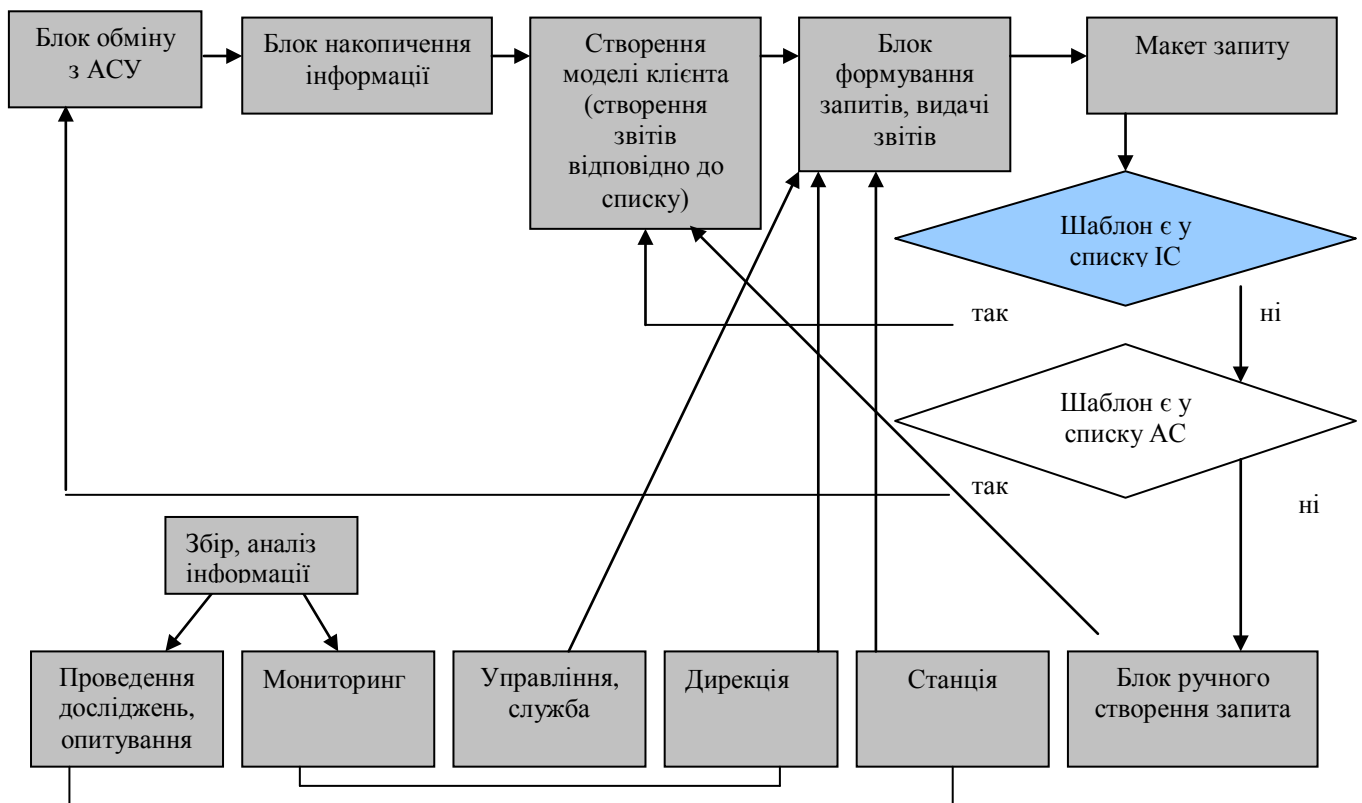 Блок обміну
з АСУ
Блок накопичення
інформації
Створення
моделі клієнта
(створення
звітів
відповідно до
списку)
Блок
формування
запитів, видачі
звітів
Макет запиту
Шаблон є у
списку ІС
так
ні
Шаблон є у
списку АС
так
ні
Збір, аналіз
інформації
Проведення
досліджень,
опитування
Мониторинг
Управління,
служба
Дирекція
Станція
Блок ручного
створення запита